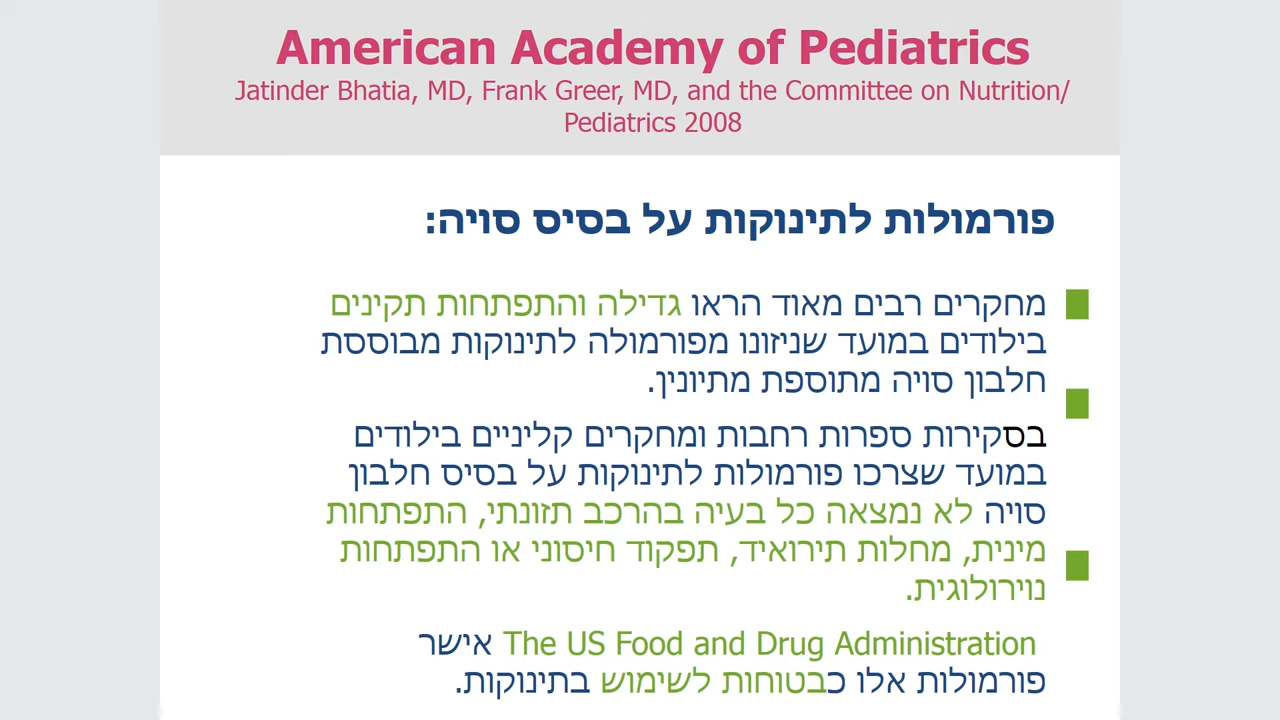 American Academy of Pediatrics
Jatinder Bhatia, MD, Frank Greer, MD, and the Committee on Nutrition/
Pediatrics 2008
פורמולות לתינוקות על בסיס סויה:
מחקרים רבים מאוד הראו גדילה והתפתחות תקינים
בילודים במועד שניזונו מפורמולה לתינוקות מבוססת
חלבון סויה מתוספת מתיונין.
בסקירות ספרות רחבות ומחקרים קליניים בילודים
במועד שצרכו פורמולות לתינוקות על בסיס חלבון
סויה לא נמצאה כל בעיה בהרכב תזונתי, התפתחות
מינית, מחלות תירואיד, תפקוד חיסוני או התפתחות
נוירולוגית.
The US Food and Drug Administration אישר
פורמולות אלו כבטוחות לשימוש בתינוקות.